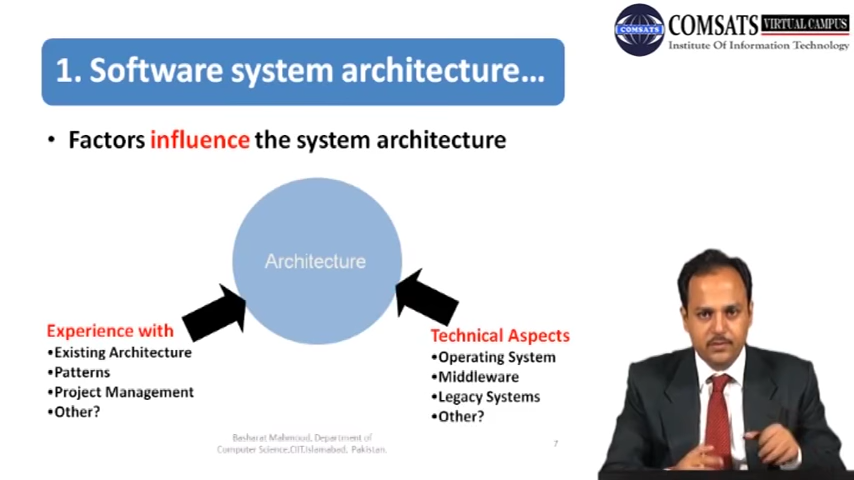 COMSATS VIRTUAL CAMPUS
COMSATS
Institute Of Information Technology
1. Software system architecture...
• Factors influence the system architecture
Architecture
Experience with
•Existing Architecture
•Patterns
•Project Management
•Other?
Technical Aspects
•Operating System
•Middleware
•Legacy Systems
•Other?
Basharat Mahmood, Department of
Computer Science,CIIT,Islamabad, Pakistan.
7